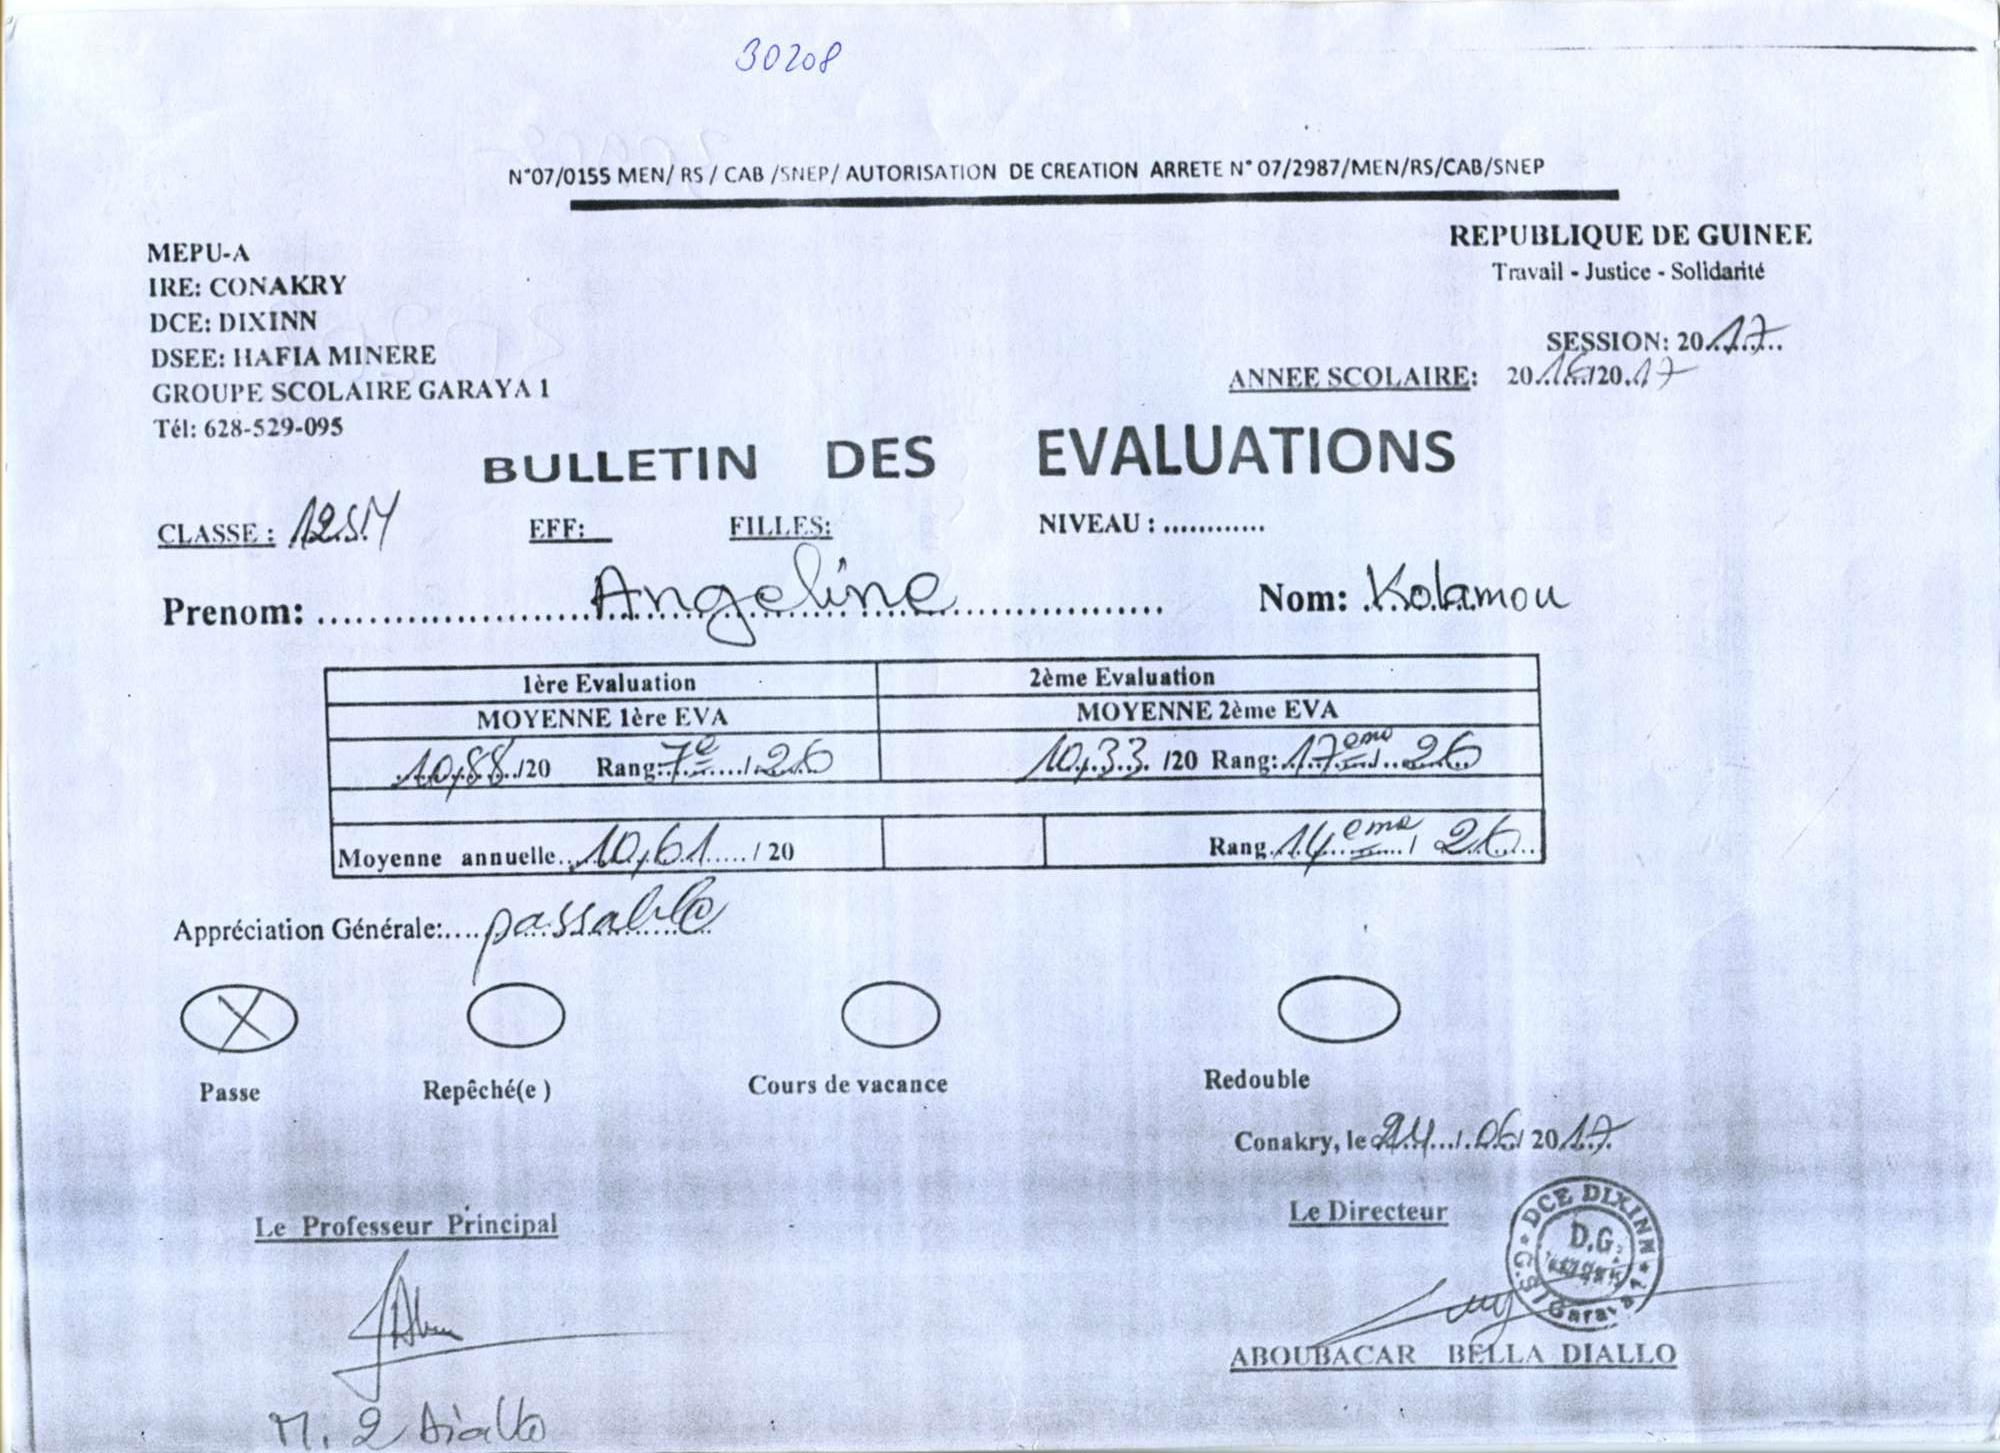 30208
N°07/0155 MEN/ RS / CAB /SNEP/ AUTORISATION DE CREATION ARRETE N° 07/2987/MEN/RS/CAB/SNEP
MEPU-A
IRE: CONAKRY
DCE: DIXINN
DSEE: HAFIA MINERE
GROUPE SCOLAIRE GARAYA 1
Tél: 628-529-095
REPUBLIQUE DE GUINEE
Travail - Justice - Solidarité
SESSION: 2017
ANNEE SCOLAIRE: 2016/2017
BULLETIN DES EVALUATIONS
CLASSE : 12SM EFF: FILLES: NIVEAU : ............
Prenom: Angeline Nom: Kolamou
1ère Evaluation 2ème Evaluation
MOYENNE 1ère EVA MOYENNE 2ème EVA
10,88 /20 Rang: 7e / 26 10,33 /20 Rang: 17eme / 26
Moyenne annuelle 10,61 / 20 Rang 14eme / 26
Appréciation Générale: passable
X
Passe Repêché(e ) Cours de vacance Redouble
Conakry, le 24 / 06 / 2017
Le Professeur Principal Le Directeur
DCE DIXINN
D.G.
G.S Garaya 1
ABOUBACAR BELLA DIALLO
M. 2 Diallo